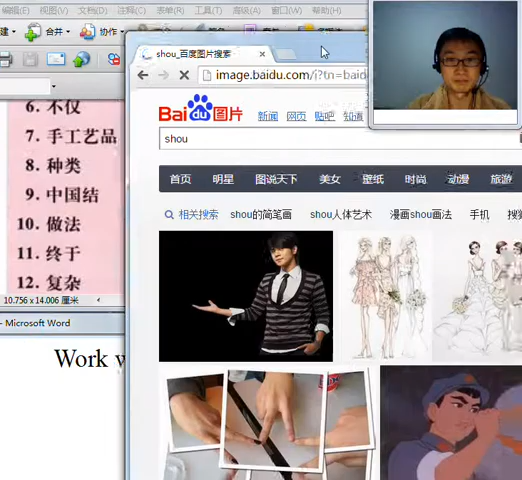 编辑(E) 视图(V) 文档(D) 注释(C) 表单(R) 工具(T) 高级(A) 窗口(W) 帮助(H)
建 合并 协作
6. 不仅
7. 手工艺品
8. 种类
9. 中国结
10. 做法
11. 终于
12. 复杂
10.756 x 14.006 厘米
- Microsoft Word
Work
shou_百度图片搜索
image.baidu.com/i?tn=baid
Bai du 图片 新闻 网页 贴吧 知道
shou
首页 明星 图说天下 美女 壁纸 时尚 动漫 旅游
相关搜索 shou的简笔画 shou人体艺术 漫画shou画法 手机